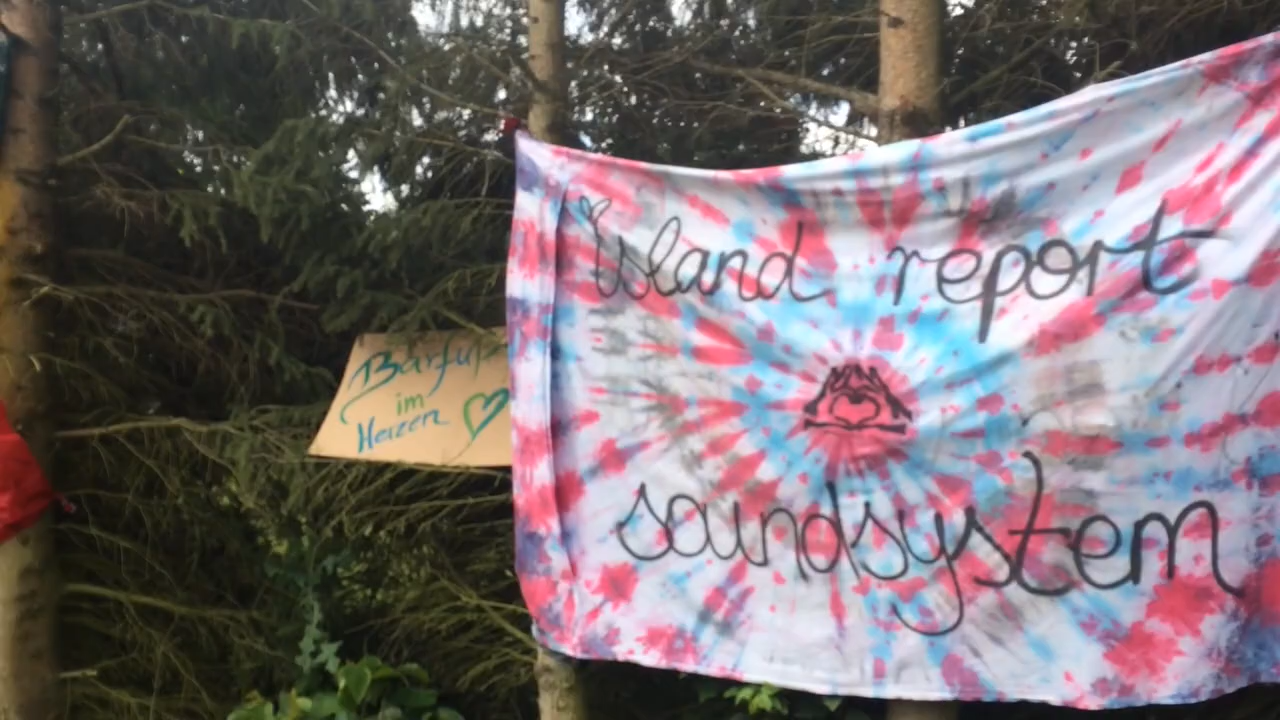 Barfuß
im
Herzen
Island report
soundsystem